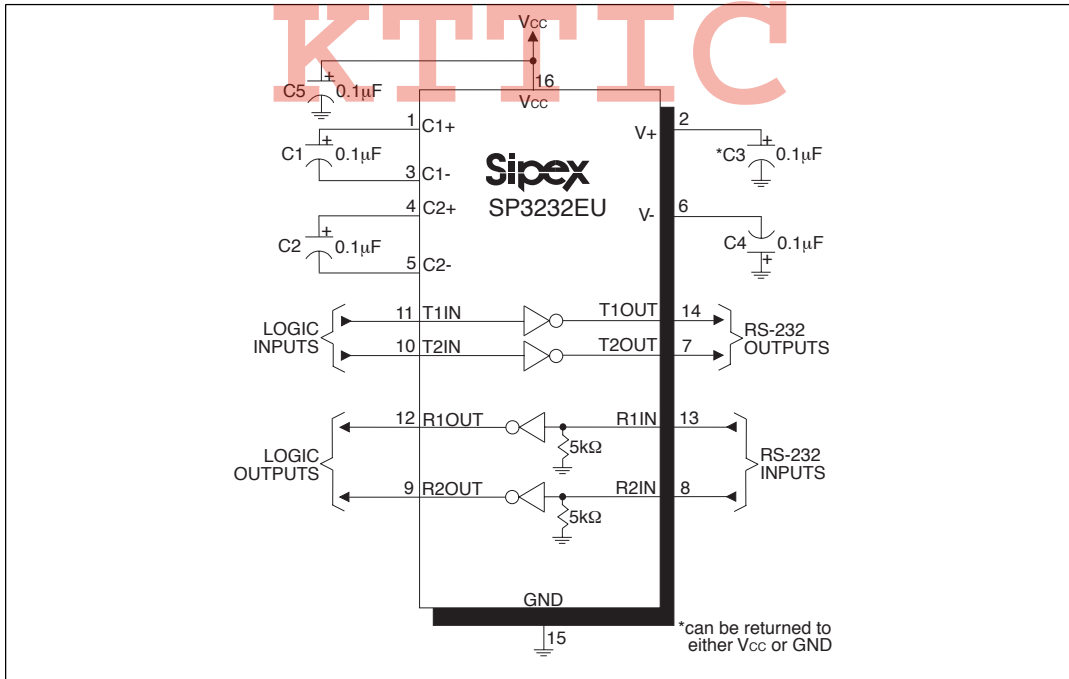 KTTIC
VCC
16
VCC
C5
+
0.1µF
1
C1+
C1
+
0.1µF
3
C1-
4
C2+
C2
+
0.1µF
5
C2-
Sipex
SP3232EU
V+
2
*C3
+
0.1µF
V-
6
C4
0.1µF
+
LOGIC
INPUTS
11
T1IN
T1OUT
14
10
T2IN
T2OUT
7
RS-232
OUTPUTS
LOGIC
OUTPUTS
12
R1OUT
R1IN
13
5kΩ
9
R2OUT
R2IN
8
5kΩ
RS-232
INPUTS
GND
15
*can be returned to
either VCC or GND